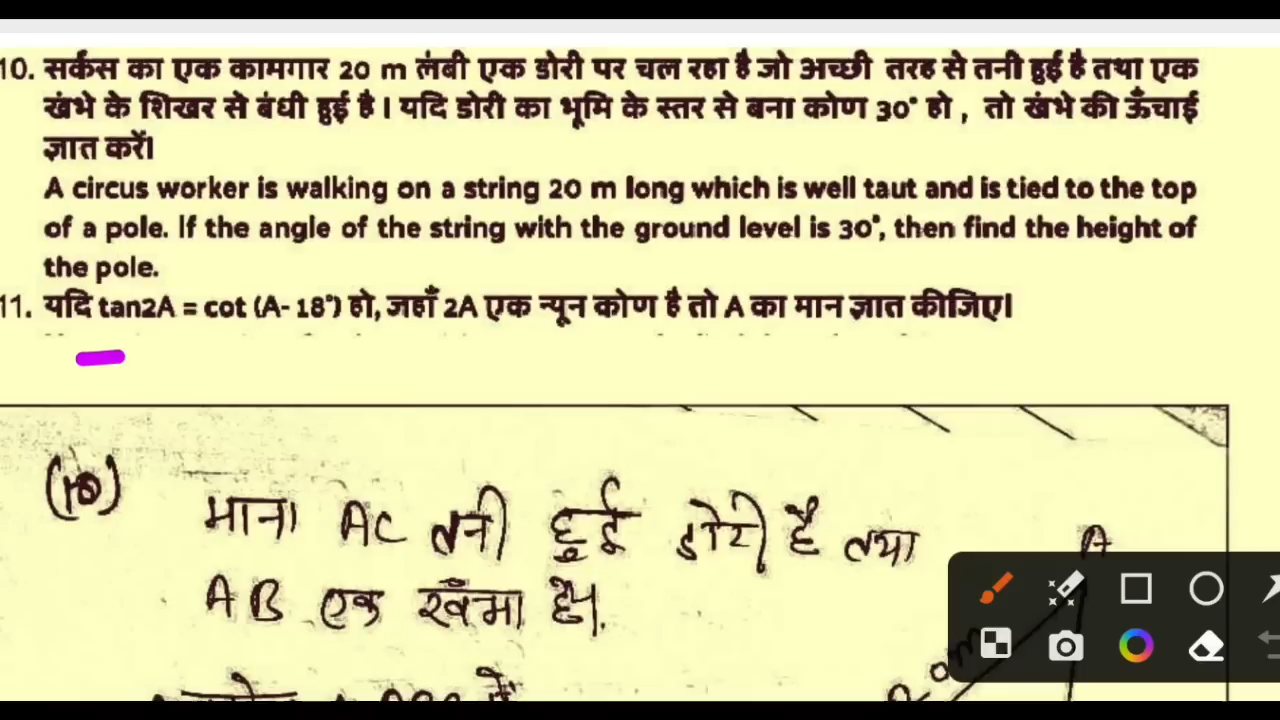 10. सर्कस का एक कामगार 20 m लंबी एक डोरी पर चल रहा है जो अच्छी तरह से तनी हुई है तथा एक
खंभे के शिखर से बंधी हुई है। यदि डोरी का भूमि के स्तर से बना कोण 30° हो, तो खंभे की ऊँचाई
ज्ञात करें।
A circus worker is walking on a string 20 m long which is well taut and is tied to the top
of a pole. If the angle of the string with the ground level is 30°, then find the height of
the pole.
11. यदि tan2A = cot (A- 18°) हो, जहाँ 2A एक न्यून कोण है तो A का मान ज्ञात कीजिए।
(10)
माना AC तनी हुई डोरी है तथा
A
AB एक खँभा है।